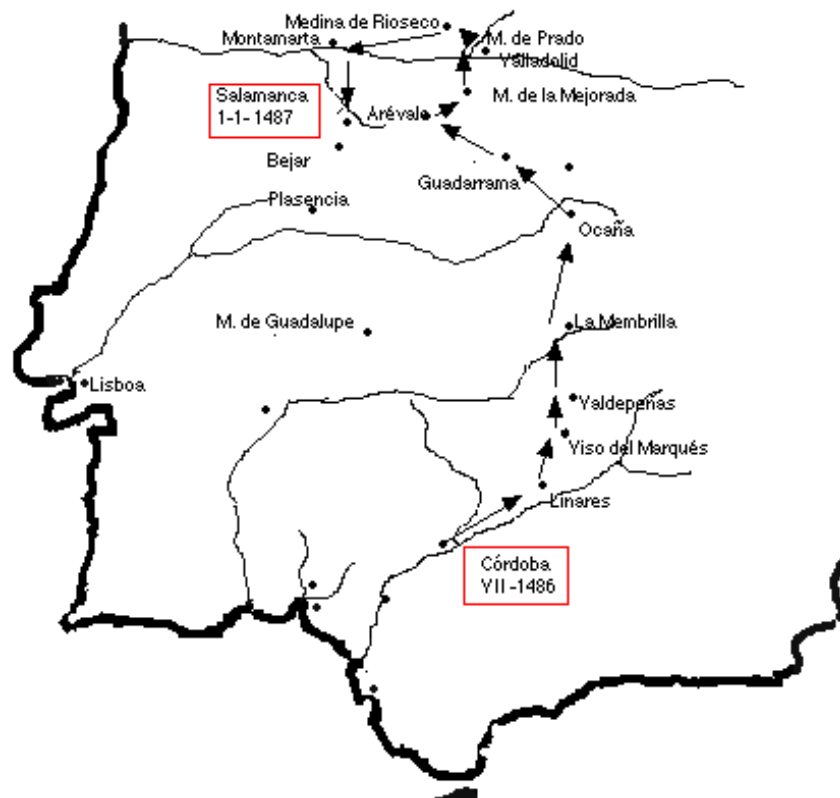 Medina de Rioseco
Montamarta
M. de Prado
Valladolid
Salamanca
1-1-1487
Arévalo
M. de la Mejorada
Bejar
Guadarrama
Plasencia
Ocaña
M. de Guadalupe
La Membrilla
Lisboa
Valdepeñas
Viso del Marqués
Linares
Córdoba
VII-1486